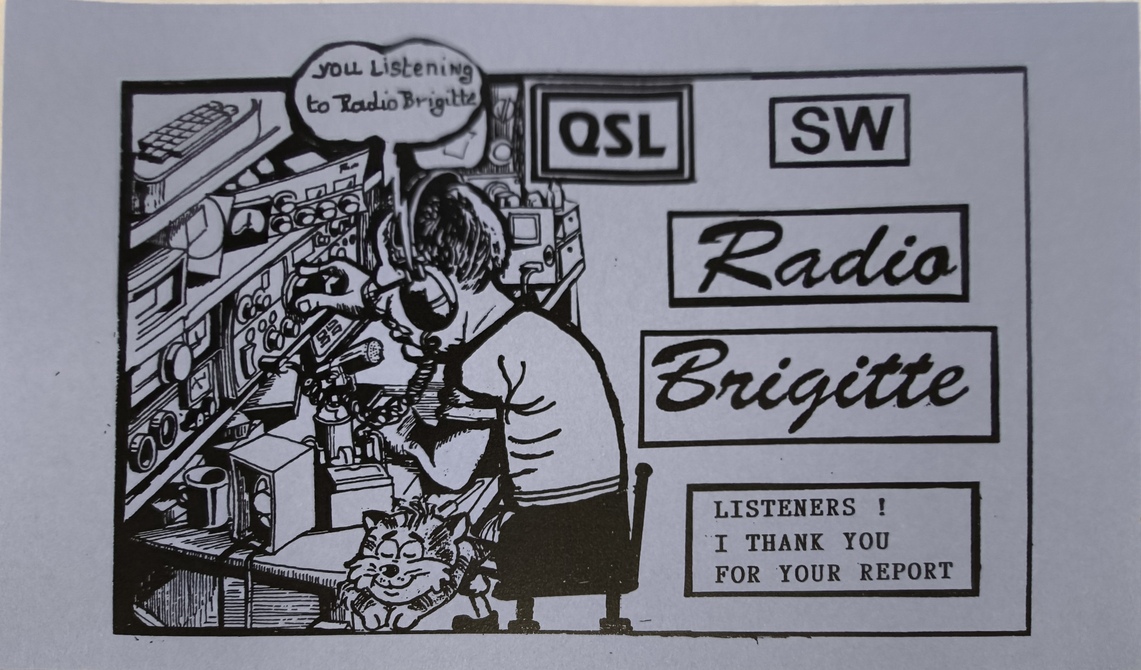 you Listening
to Radio Brigitte
QSL
SW
Radio
Brigitte
LISTENERS !
I THANK YOU
FOR YOUR REPORT